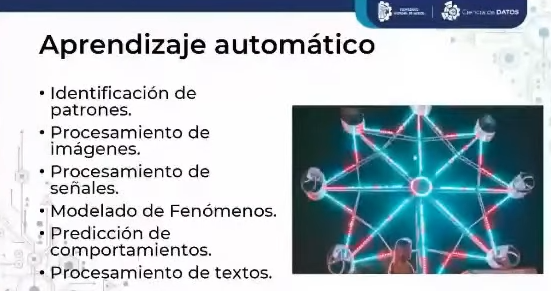 Ciencia de DATOS
Aprendizaje automático
• Identificación de
patrones.
• Procesamiento de
imágenes.
• Procesamiento de
señales.
• Modelado de Fenómenos.
• Predicción de
comportamientos.
• Procesamiento de textos.